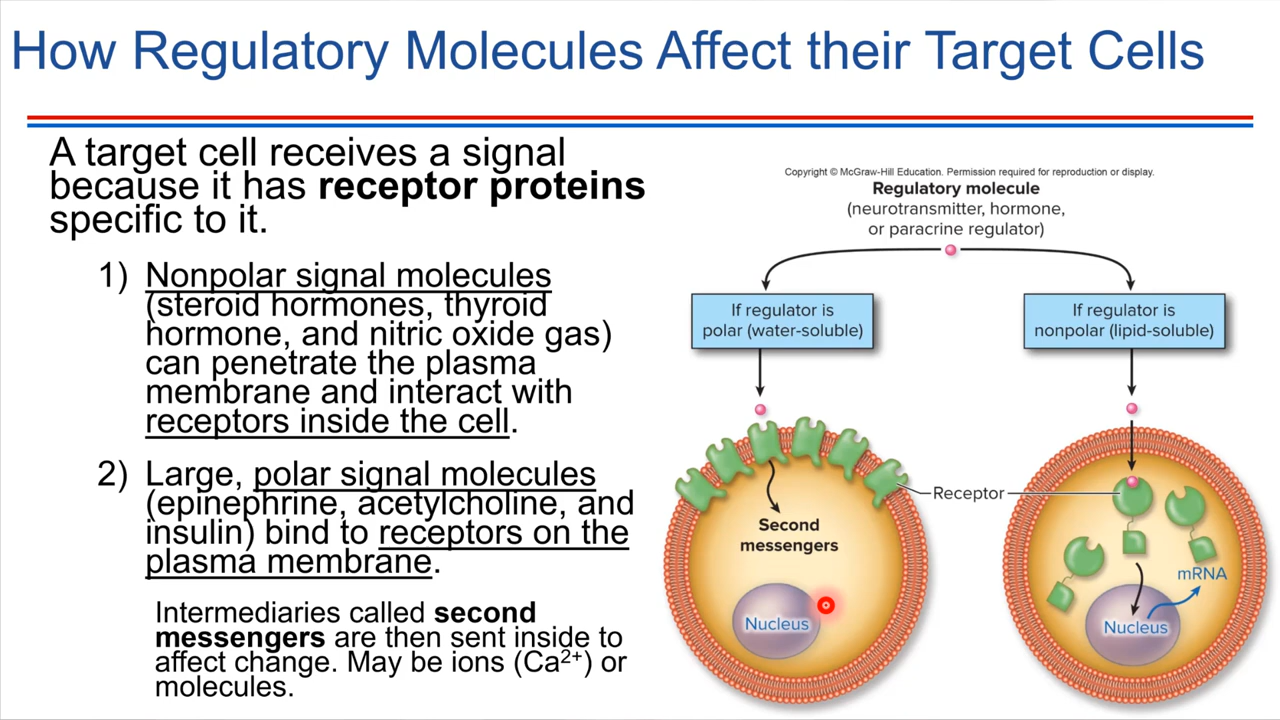 How Regulatory Molecules Affect their Target Cells
A target cell receives a signal
because it has receptor proteins
specific to it.
1) Nonpolar signal molecules
(steroid hormones, thyroid
hormone, and nitric oxide gas)
can penetrate the plasma
membrane and interact with
receptors inside the cell.
2) Large, polar signal molecules
(epinephrine, acetylcholine, and
insulin) bind to receptors on the
plasma membrane.
Intermediaries called second
messengers are then sent inside to
affect change. May be ions (Ca²⁺) or
molecules.
Copyright © McGraw-Hill Education. Permission required for reproduction or display.
Regulatory molecule
(neurotransmitter, hormone,
or paracrine regulator)
If regulator is
polar (water-soluble)
If regulator is
nonpolar (lipid-soluble)
Receptor
Second
messengers
Nucleus
mRNA
Nucleus